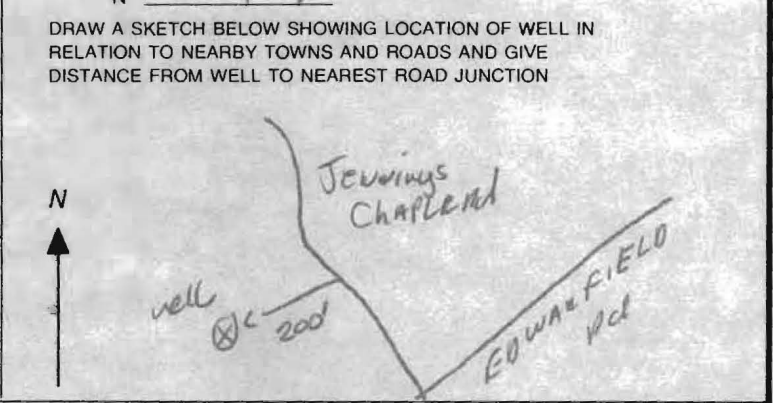 N
DRAW A SKETCH BELOW SHOWING LOCATION OF WELL IN
RELATION TO NEARBY TOWNS AND ROADS AND GIVE
DISTANCE FROM WELL TO NEAREST ROAD JUNCTION
N
Jennings
CHAPLE Rd
well
200'
EDWARFIELD
Rd